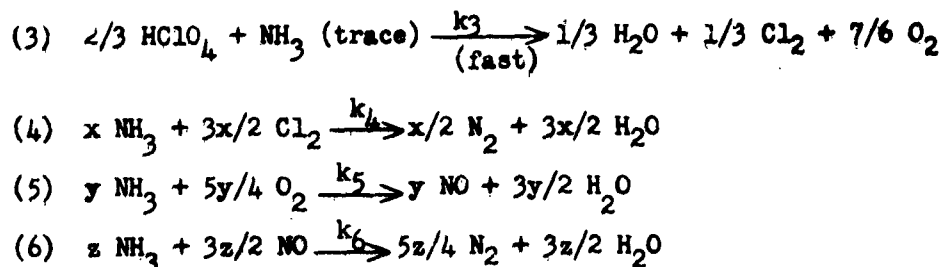 (3) 2/3 HClO4 + NH3 (trace) k3 (fast) → 1/3 H2O + 1/3 Cl2 + 7/6 O2
(4) x NH3 + 3x/2 Cl2 k4 → x/2 N2 + 3x/2 H2O
(5) y NH3 + 5y/4 O2 k5 → y NO + 3y/2 H2O
(6) z NH3 + 3z/2 NO k6 → 5z/4 N2 + 3z/2 H2O